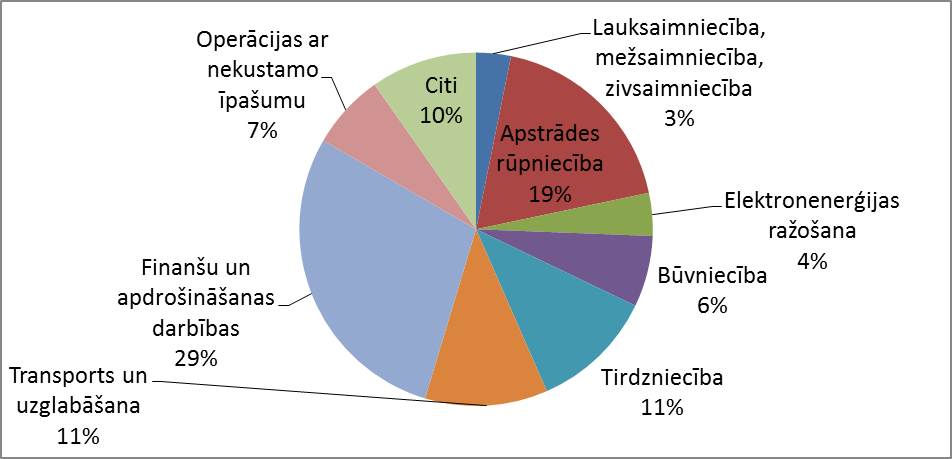 Lauksaimniecība,
mežsaimniecība,
zivsaimniecība
3%
Apstrādes
rūpniecība
19%
Elektronenerģijas
ražošana
4%
Būvniecība
6%
Tirdzniecība
11%
Transports un
uzglabāšana
11%
Finanšu un
apdrošināšanas
darbības
29%
Operācijas ar
nekustamo
īpašumu
7%
Citi
10%